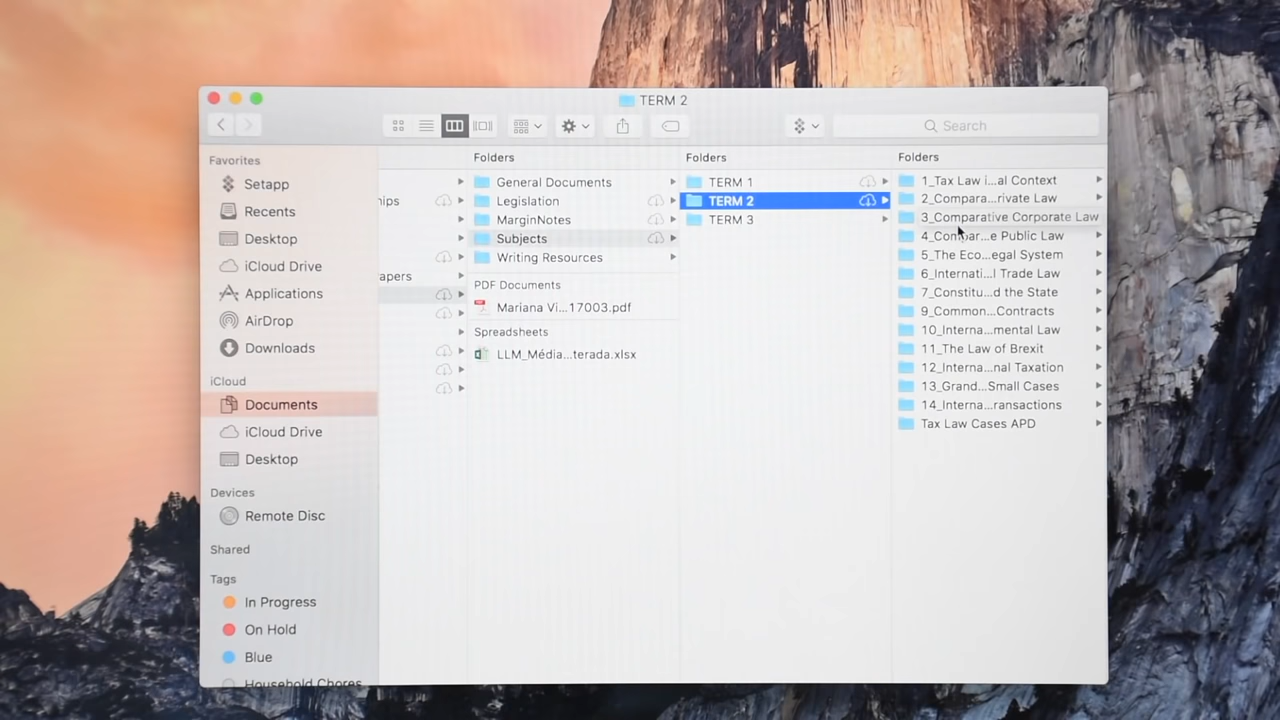 TERM 2
Search
Favorites
Setapp
Recents
Desktop
iCloud Drive
Applications
AirDrop
Downloads
iCloud
Documents
iCloud Drive
Desktop
Devices
Remote Disc
Shared
Tags
In Progress
On Hold
Blue
Household Chores
hips
apers
Folders
General Documents
Legislation
MarginNotes
Subjects
Writing Resources
PDF Documents
Mariana Vi...17003.pdf
Spreadsheets
LLM_Média...terada.xlsx
Folders
TERM 1
TERM 2
TERM 3
Folders
1_Tax Law i...al Context
2_Compara...rivate Law
3_Comparative Corporate Law
4_Compar...e Public Law
5_The Eco...egal System
6_Internati...l Trade Law
7_Constitu...d the State
9_Common...Contracts
10_Interna...mental Law
11_The Law of Brexit
12_Interna...nal Taxation
13_Grand...Small Cases
14_Interna...ransactions
Tax Law Cases APD